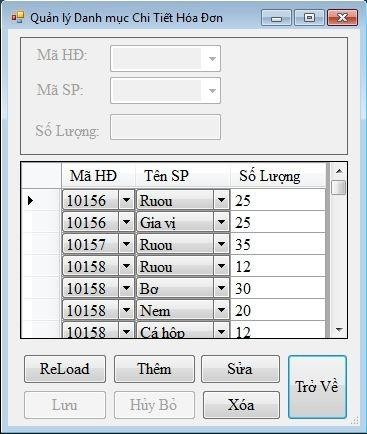 Quản lý Danh mục Chi Tiết Hóa Đơn
Mã HĐ:
Mã SP:
Số Lượng:
Mã HĐ Tên SP Số Lượng
10156 Ruou 25
10156 Gia vị 25
10157 Ruou 35
10158 Ruou 12
10158 Bơ 30
10158 Nem 20
10158 Cá hộp 12
ReLoad Thêm Sửa
Trở Về
Lưu Hủy Bỏ Xóa